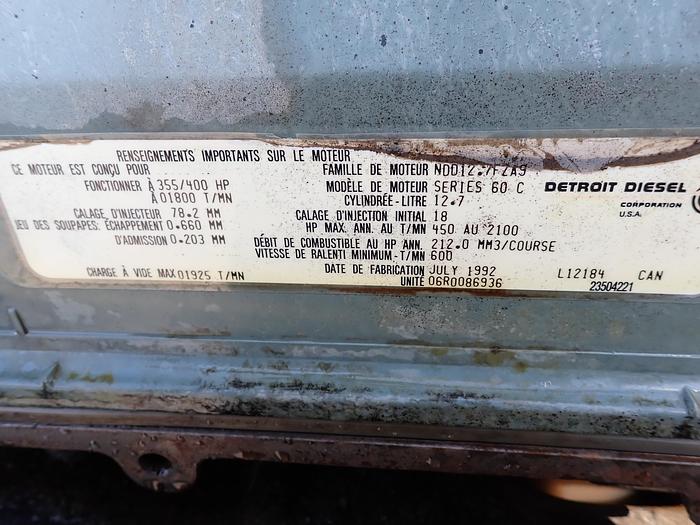 RENSEIGNEMENTS IMPORTANTS SUR LE MOTEUR
CE MOTEUR EST CONÇU POUR
FONCTIONNER À 355/400 HP
À 01800 T/MN
CALAGE D'INJECTEUR 78.2 MM
JEU DES SOUPAPES: ÉCHAPPEMENT 0.660 MM
D'ADMISSION 0.203 MM
CHARGE À VIDE MAX 01925 T/MN
FAMILLE DE MOTEUR NDD12.7FZA9
MODÈLE DE MOTEUR SERIES 60 C
CYLINDRÉE-LITRE 12.7
CALAGE D'INJECTION INITIAL 18
HP MAX. ANN. AU T/MN 450 AU 2100
DÉBIT DE COMBUSTIBLE AU HP ANN. 212.0 MM3/COURSE
VITESSE DE RALENTI MINIMUM-T/MN 600
DATE DE FABRICATION JULY 1992
UNITÉ 06R0086936
DETROIT DIESEL
CORPORATION
U.S.A.
L12184 CAN
23504221